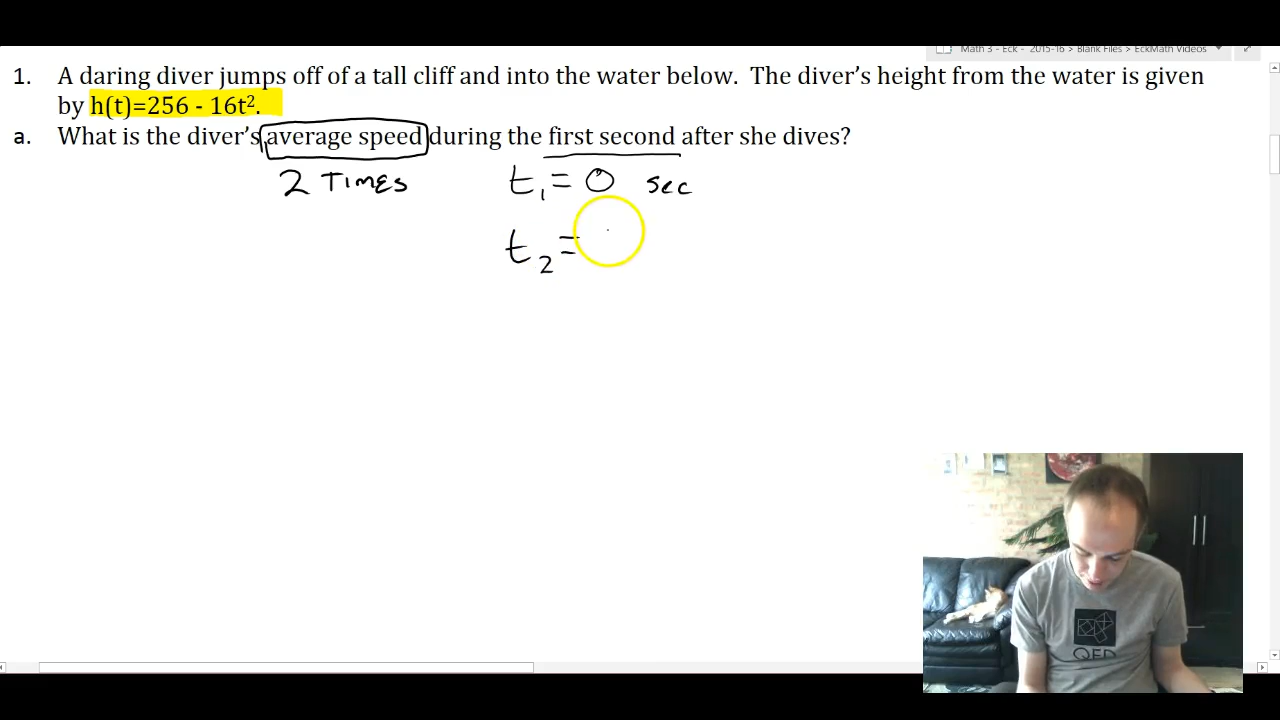 Math 3 - Eck - 2015-16 > Blank Files > EckMath Videos
1. A daring diver jumps off of a tall cliff and into the water below. The diver's height from the water is given
by h(t)=256 - 16t².
a. What is the diver's average speed during the first second after she dives?
2 Times t₁ = 0 sec
t₂ =
QED